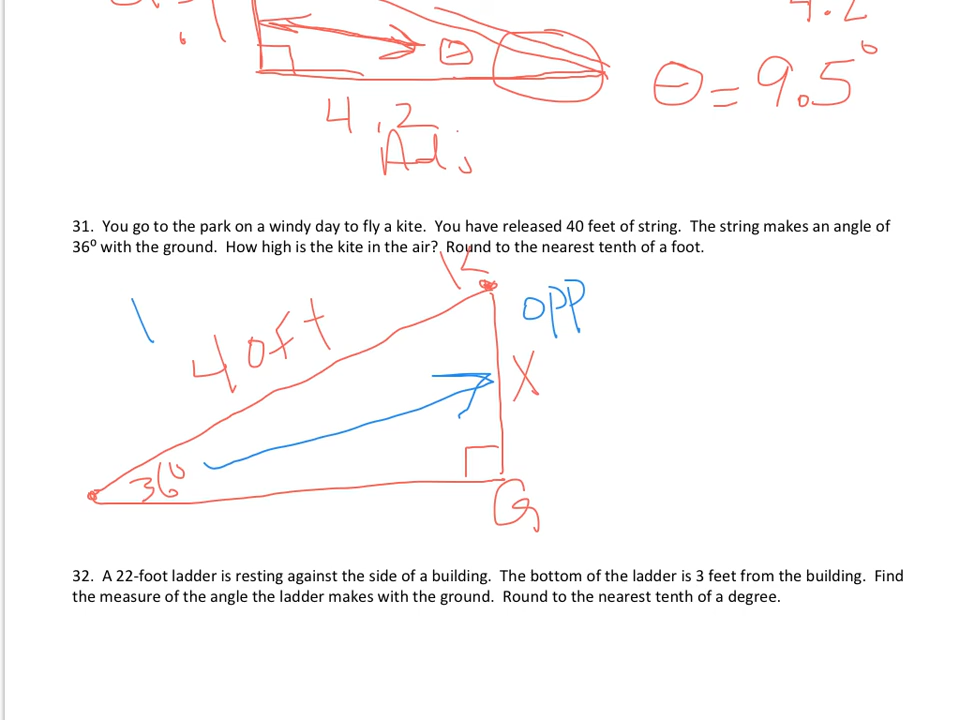 4.2
θ
θ = 9.5°
4.2
Adj
31. You go to the park on a windy day to fly a kite. You have released 40 feet of string. The string makes an angle of
36⁰ with the ground. How high is the kite in the air? Round to the nearest tenth of a foot.
K
opp
40ft
X
36°
G
32. A 22-foot ladder is resting against the side of a building. The bottom of the ladder is 3 feet from the building. Find
the measure of the angle the ladder makes with the ground. Round to the nearest tenth of a degree.